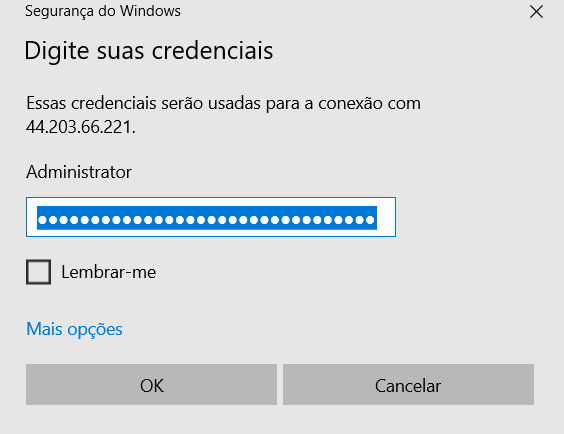 Segurança do Windows
Digite suas credenciais
Essas credenciais serão usadas para a conexão com
44.203.66.221.
Administrator
●●●●●●●●●●●●●●●●●●●●●●●●●●●●●●●●
Lembrar-me
Mais opções
OK
Cancelar